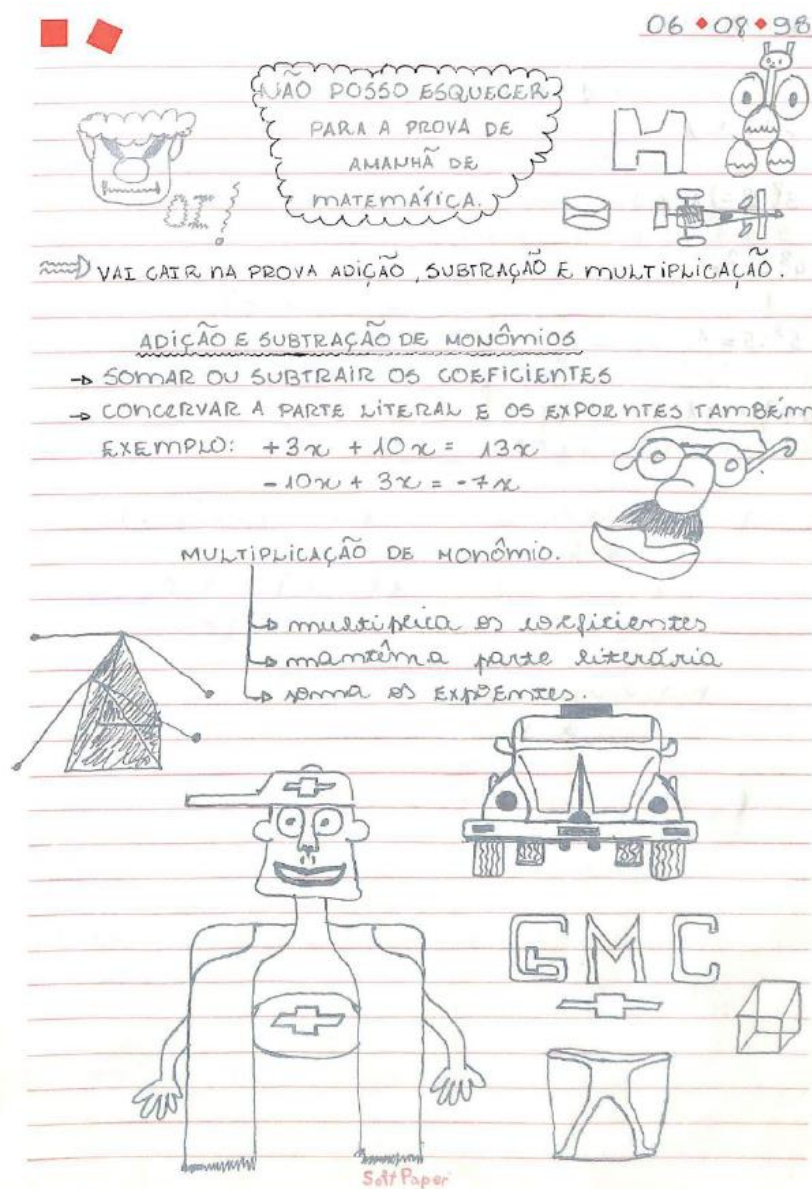 06 ♦ 08 ♦ 98
NÃO POSSO ESQUECER
PARA A PROVA DE
AMANHÃ DE
MATEMÁTICA.
OI!
H
VAI CAIR NA PROVA ADIÇÃO, SUBTRAÇÃO E MULTIPLICAÇÃO.
ADIÇÃO E SUBTRAÇÃO DE MONÔMIOS
→ SOMAR OU SUBTRAIR OS COEFICIENTES
→ CONCERVAR A PARTE LITERAL E OS EXPOENTES TAMBÉM
EXEMPLO: +3x + 10x = 13x
-10x + 3x = -7x
MULTIPLICAÇÃO DE MONÔMIO.
→ multiplica os coeficientes
→ mantêm a parte literária
→ soma os EXPOENTES.
GMC
Soft Paper